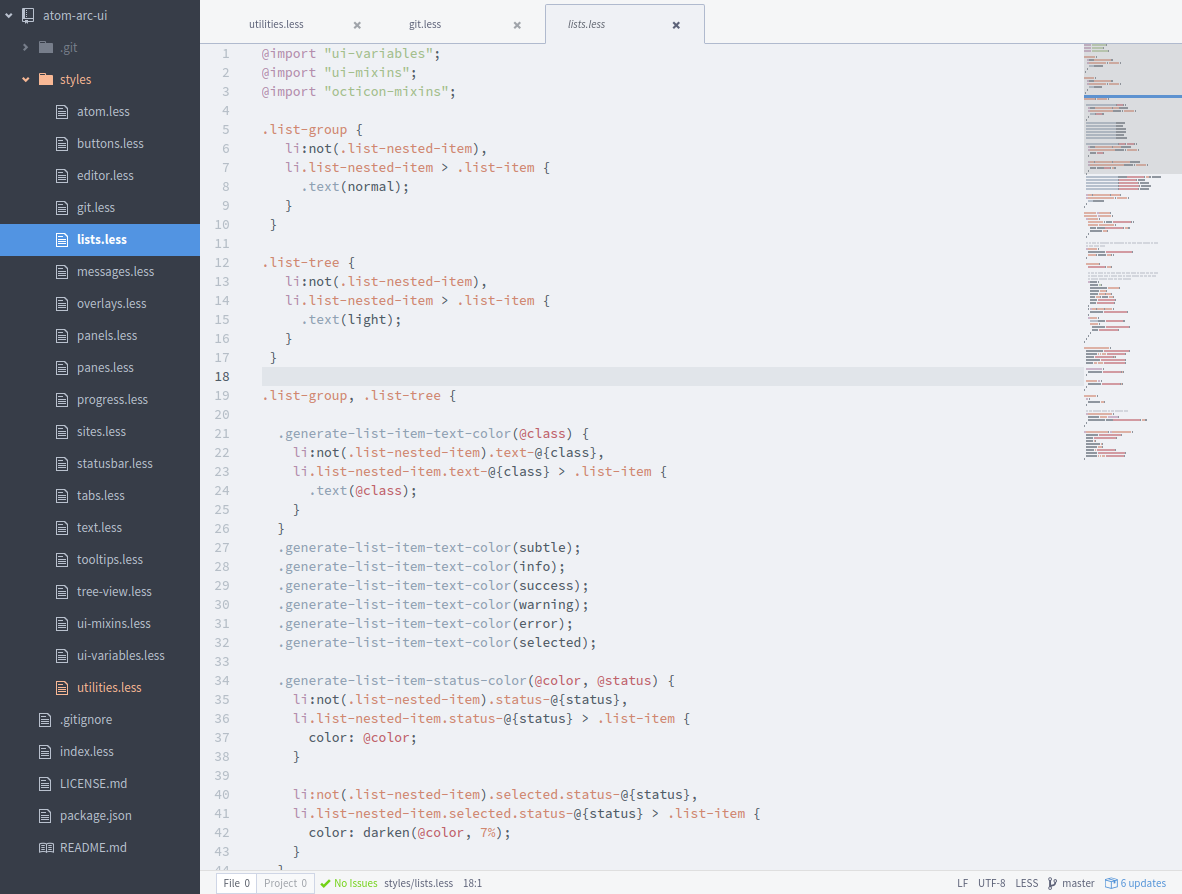 atom-arc-ui
.git
styles
atom.less
buttons.less
editor.less
git.less
lists.less
messages.less
overlays.less
panels.less
panes.less
progress.less
sites.less
statusbar.less
tabs.less
text.less
tooltips.less
tree-view.less
ui-mixins.less
ui-variables.less
utilities.less
.gitignore
index.less
LICENSE.md
package.json
README.md
utilities.less
git.less
lists.less
1 @import "ui-variables";
2 @import "ui-mixins";
3 @import "octicon-mixins";
4
5 .list-group {
6 li:not(.list-nested-item),
7 li.list-nested-item > .list-item {
8 .text(normal);
9 }
10 }
11
12 .list-tree {
13 li:not(.list-nested-item),
14 li.list-nested-item > .list-item {
15 .text(light);
16 }
17 }
18
19 .list-group, .list-tree {
20
21 .generate-list-item-text-color(@class) {
22 li:not(.list-nested-item).text-@{class},
23 li.list-nested-item.text-@{class} > .list-item {
24 .text(@class);
25 }
26 }
27 .generate-list-item-text-color(subtle);
28 .generate-list-item-text-color(info);
29 .generate-list-item-text-color(success);
30 .generate-list-item-text-color(warning);
31 .generate-list-item-text-color(error);
32 .generate-list-item-text-color(selected);
33
34 .generate-list-item-status-color(@color, @status) {
35 li:not(.list-nested-item).status-@{status},
36 li.list-nested-item.status-@{status} > .list-item {
37 color: @color;
38 }
39
40 li:not(.list-nested-item).selected.status-@{status},
41 li.list-nested-item.selected.status-@{status} > .list-item {
42 color: darken(@color, 7%);
43 }
44 }
File 0 Project 0 No Issues styles/lists.less 18:1 LF UTF-8 LESS master 6 updates